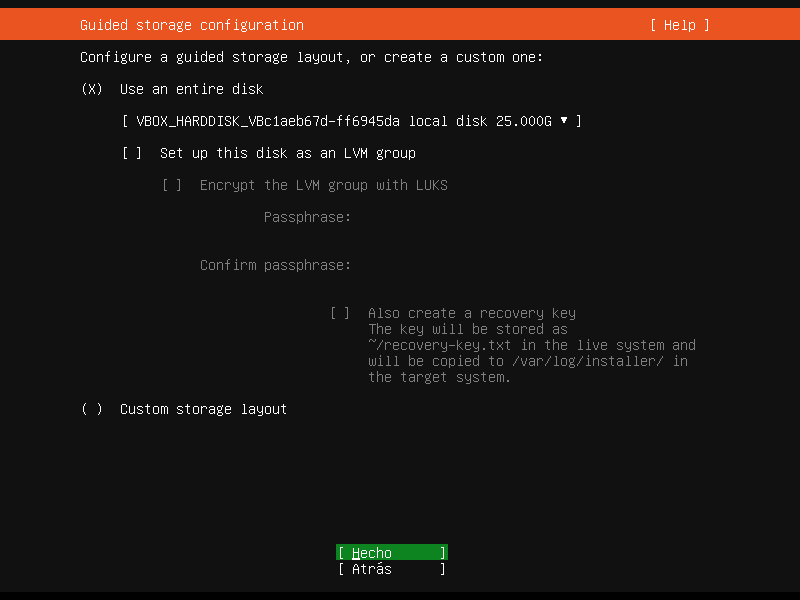 Guided storage configuration [ Help ]
Configure a guided storage layout, or create a custom one:
(X) Use an entire disk
[ VBOX_HARDDISK_VBc1aeb67d-ff6945da local disk 25.000G ▾ ]
[ ] Set up this disk as an LVM group
[ ] Encrypt the LVM group with LUKS
Passphrase:
Confirm passphrase:
[ ] Also create a recovery key
The key will be stored as
~/recovery-key.txt in the live system and
will be copied to /var/log/installer/ in
the target system.
( ) Custom storage layout
[ Hecho ]
[ Atrás ]